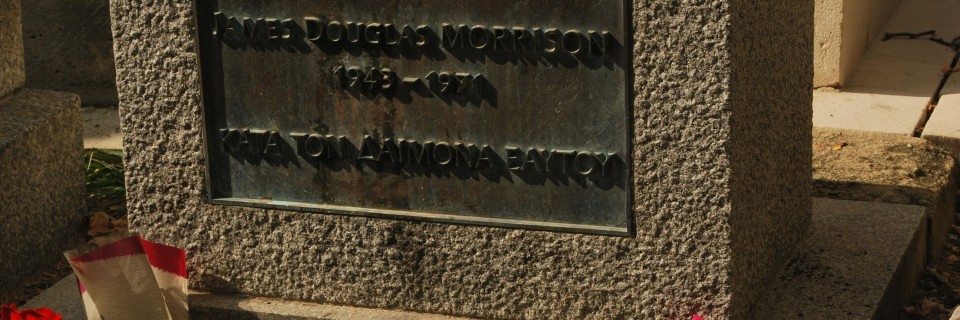 JAMES DOUGLAS MORRISON
1943 – 1971
ΚΑΤΑ ΤΟΝ ΔΑΙΜΟΝΑ ΕΑΥΤΟΥ